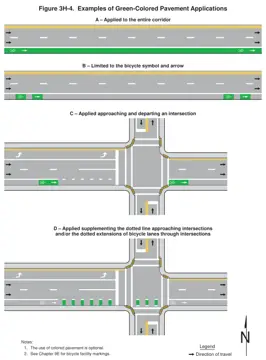 Figure 3H-4. Examples of Green-Colored Pavement Applications
A – Applied to the entire corridor
B – Limited to the bicycle symbol and arrow
C – Applied approaching and departing an intersection
D – Applied supplementing the dotted line approaching intersections
and/or the dotted extensions of bicycle lanes through intersections
Notes:
1. The use of colored pavement is optional.
2. See Chapter 9E for bicycle facility markings.
Legend
Direction of travel
N